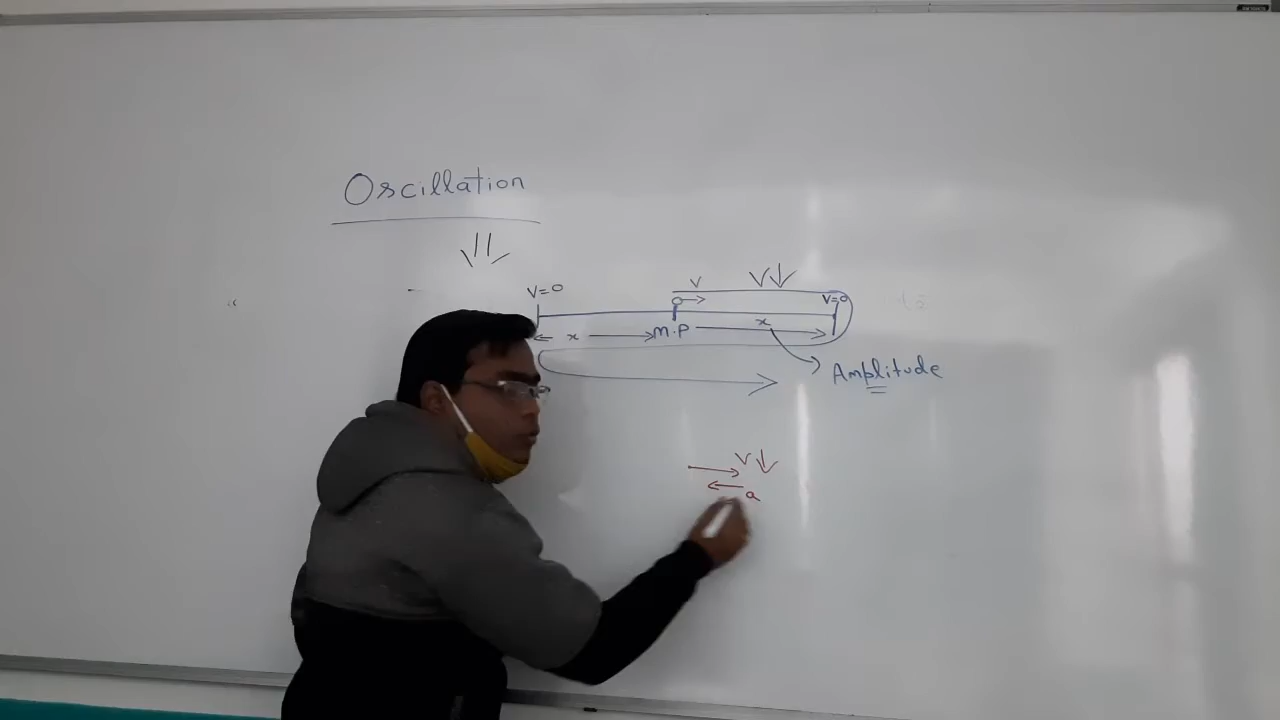 Oscillation
V=0
V
V↓
V=0
x
M.P
x
Amplitude
V↓
a